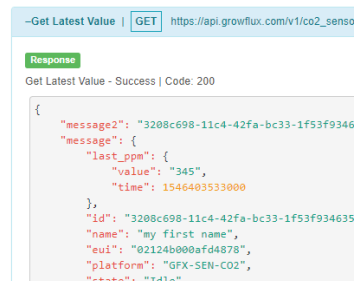 –Get Latest Value | GET https://api.growflux.com/v1/co2_senso
Response
Get Latest Value - Success | Code: 200
{
"message2": "3208c698-11c4-42fa-bc33-1f53f9346
"message": {
"last_ppm": {
"value": "345",
"time": 1546403533000
},
"id": "3208c698-11c4-42fa-bc33-1f53f934635
"name": "my first name",
"eui": "02124b000afd4878",
"platform": "GFX-SEN-CO2",
"state": "Idle"